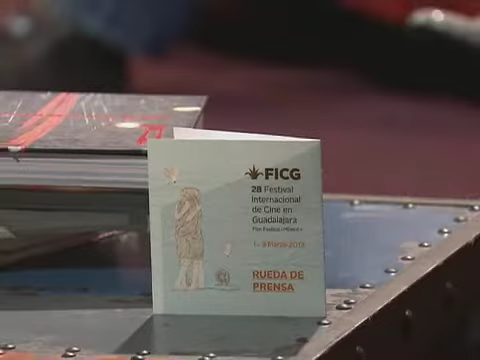 FICG
28 Festival
Internacional
de Cine en
Guadalajara
RUEDA DE
PRENSA